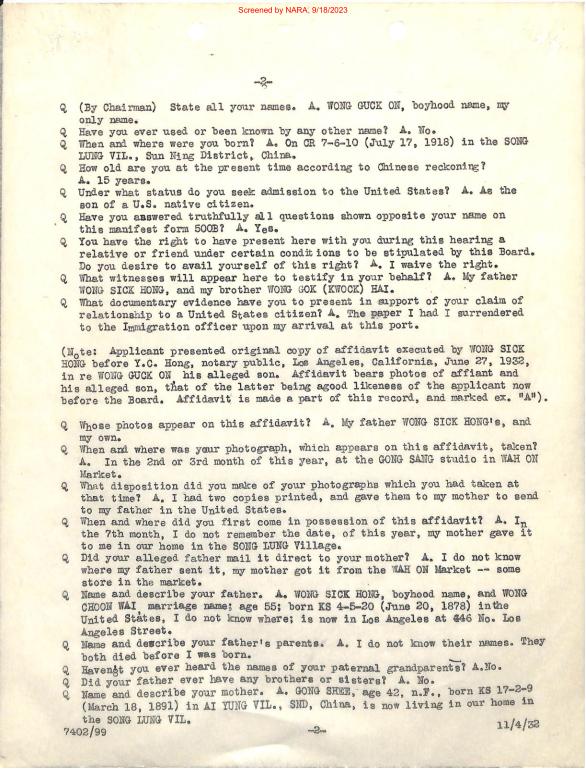 Screened by NARA, 9/18/2023
-2-
Q (By Chairman) State all your names. A. WONG GUCK ON, boyhood name, my
only name.
Q Have you ever used or been known by any other name? A. No.
Q When and where were you born? A. On CR 7-6-10 (July 17, 1918) in the SONG
LUNG VIL., Sun Ning District, China.
Q How old are you at the present time according to Chinese reckoning?
A. 15 years.
Q Under what status do you seek admission to the United States? A. As the
son of a U.S. native citizen.
Q Have you answered truthfully all questions shown opposite your name on
this manifest form 500B? A. Yes.
Q You have the right to have present here with you during this hearing a
relative or friend under certain conditions to be stipulated by this Board.
Do you desire to avail yourself of this right? A. I waive the right.
Q What witnesses will appear here to testify in your behalf? A. My father
WONG SICK HONG, and my brother WONG GOK (KWOCK) HAI.
Q What documentary evidence have you to present in support of your claim of
relationship to a United States citizen? A. The paper I had I surrendered
to the Immigration officer upon my arrival at this port.
(Note: Applicant presented original copy of affidavit executed by WONG SICK
HONG before Y.C. Hong, notary public, Los Angeles, California, June 27, 1932,
in re WONG GUCK ON his alleged son. Affidavit bears photos of affiant and
his alleged son, that of the latter being agood likeness of the applicant now
before the Board. Affidavit is made a part of this record, and marked ex. "A").
Q Whose photos appear on this affidavit? A. My father WONG SICK HONG's, and
my own.
Q When and where was your photograph, which appears on this affidavit, taken?
A. In the 2nd or 3rd month of this year, at the GONG SANG studio in WAH ON
Market.
Q What disposition did you make of your photographs which you had taken at
that time? A. I had two copies printed, and gave them to my mother to send
to my father in the United States.
Q When and where did you first come in possession of this affidavit? A. In
the 7th month, I do not remember the date, of this year, my mother gave it
to me in our home in the SONG LUNG Village.
Q Did your alleged father mail it direct to your mother? A. I do not know
where my father sent it, my mother got it from the WAH ON Market -- some
store in the market.
Q Name and describe your father. A. WONG SICK HONG, boyhood name, and WONG
CHOON WAI marriage name; age 55; born KS 4-5-20 (June 20, 1878) inthe
United States, I do not know where; is now in Los Angeles at 446 No. Los
Angeles Street.
Q Name and describe your father's parents. A. I do not know their names. They
both died before I was born.
Q Haven't you ever heard the names of your paternal grandparents? A.No.
Q Did your father ever have any brothers or sisters? A. No.
Q Name and describe your mother. A. GONG SHEE, age 42, n.F., born KS 17-2-9
(March 18, 1891) in AI YUNG VIL., SND, China, is now living in our home in
the SONG LUNG VIL.
7402/99 -2- 11/4/32